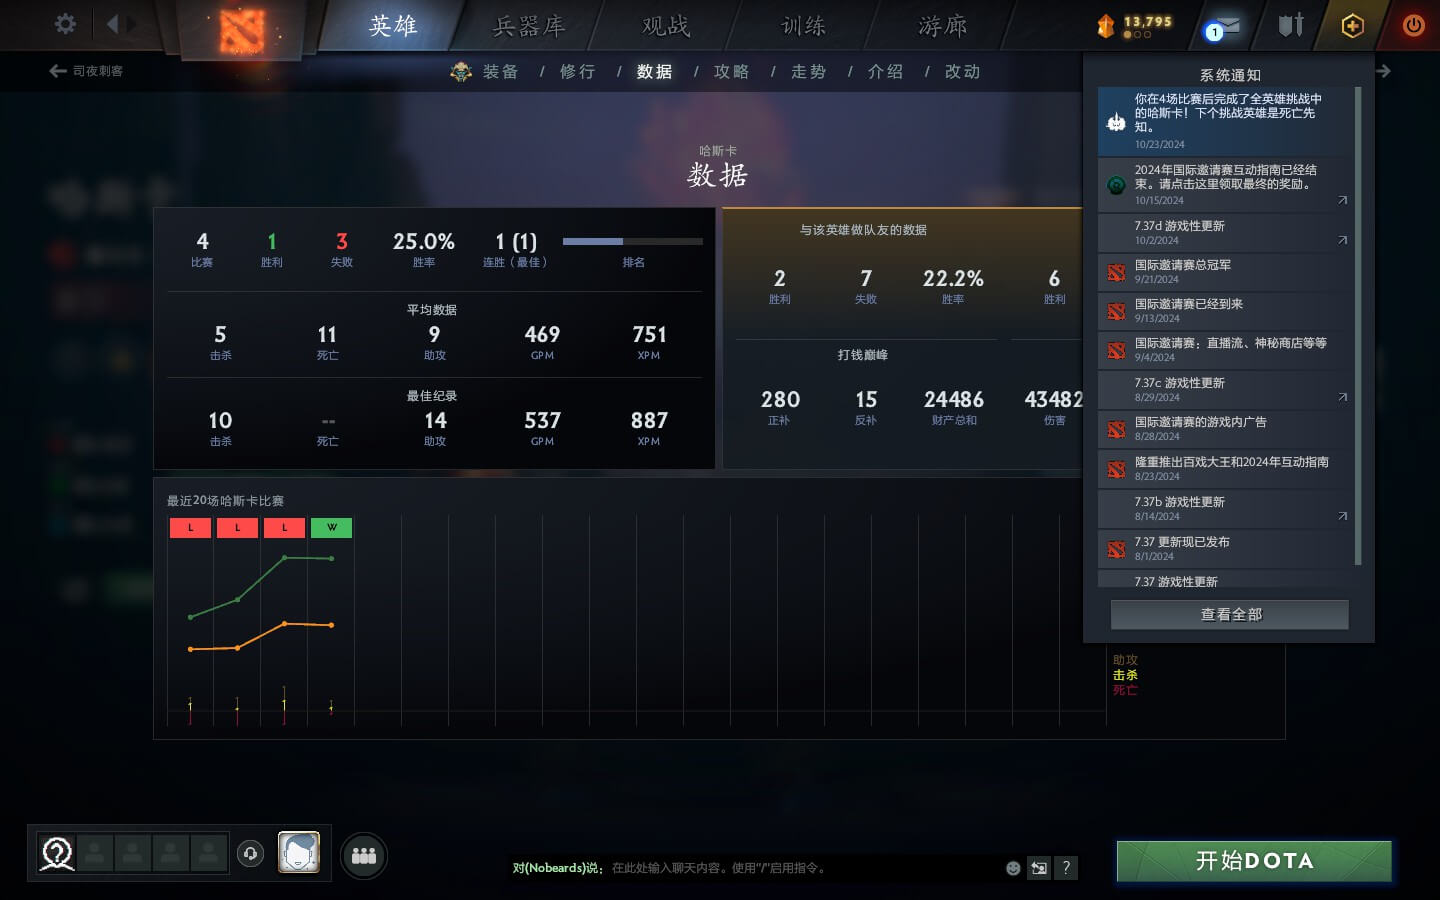 英雄
兵器库
观战
训练
游廊
13,795
1
司夜刺客
装备 / 修行 / 数据 / 攻略 / 走势 / 介绍 / 改动
哈斯卡
数据
4 1 3 25.0% 1 (1)
比赛 胜利 失败 胜率 连胜（最佳） 排名
平均数据
5 11 9 469 751
击杀 死亡 助攻 GPM XPM
最佳纪录
10 -- 14 537 887
击杀 死亡 助攻 GPM XPM
与该英雄做队友的数据
2 7 22.2% 6
胜利 失败 胜率 胜利
打钱巅峰
280 15 24486 43482
正补 反补 财产总和 伤害
最近20场哈斯卡比赛
L L L W
助攻
击杀
死亡
系统通知
你在4场比赛后完成了全英雄挑战中
的哈斯卡！下个挑战英雄是死亡先
知。
10/23/2024
2024年国际邀请赛互动指南已经结
束。请点击这里领取最终的奖励。
10/15/2024
7.37d 游戏性更新
10/2/2024
国际邀请赛总冠军
9/21/2024
国际邀请赛已经到来
9/13/2024
国际邀请赛：直播流、神秘商店等等
9/4/2024
7.37c 游戏性更新
8/29/2024
国际邀请赛的游戏内广告
8/28/2024
隆重推出百戏大王和2024年互动指南
8/23/2024
7.37b 游戏性更新
8/14/2024
7.37 更新现已发布
8/1/2024
7.37 游戏性更新
查看全部
对(Nobeards)说： 在此处输入聊天内容。使用“/”启用指令。
?
开始DOTA